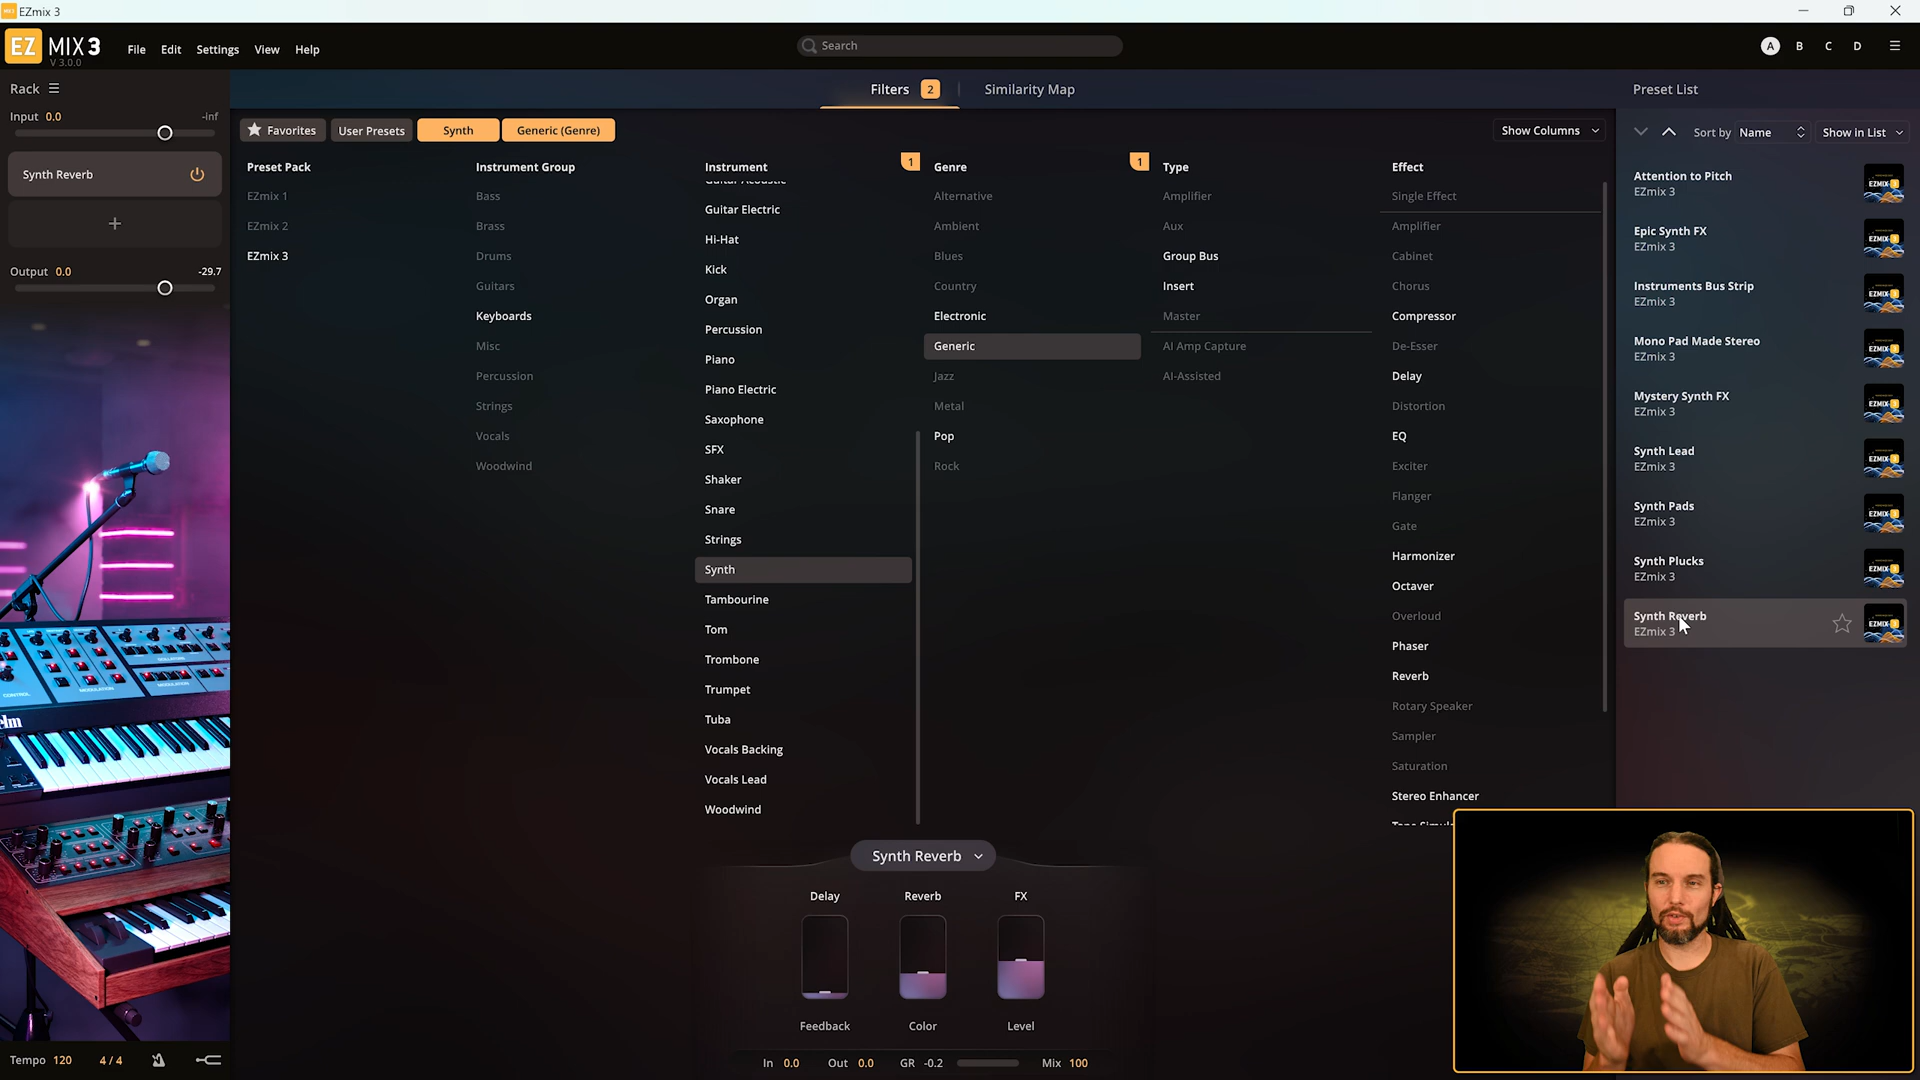 EZmix 3
EZ MIX 3
V 3.0.0
File Edit Settings View Help
Search
A B C D
Rack
Input 0.0 -inf
Synth Reverb
+
Output 0.0 -29.7
Tempo 120 4/4
Filters 2
Similarity Map
Favorites User Presets Synth Generic (Genre)
Show Columns
Preset Pack
EZmix 1
EZmix 2
EZmix 3
Instrument Group
Bass
Brass
Drums
Guitars
Keyboards
Misc
Percussion
Strings
Vocals
Woodwind
Instrument 1
Guitar Acoustic
Guitar Electric
Hi-Hat
Kick
Organ
Percussion
Piano
Piano Electric
Saxophone
SFX
Shaker
Snare
Strings
Synth
Tambourine
Tom
Trombone
Trumpet
Tuba
Vocals Backing
Vocals Lead
Woodwind
Genre 1
Alternative
Ambient
Blues
Country
Electronic
Generic
Jazz
Metal
Pop
Rock
Type
Amplifier
Aux
Group Bus
Insert
Master
AI Amp Capture
AI-Assisted
Effect
Single Effect
Amplifier
Cabinet
Chorus
Compressor
De-Esser
Delay
Distortion
EQ
Exciter
Flanger
Gate
Harmonizer
Octaver
Overloud
Phaser
Reverb
Rotary Speaker
Sampler
Saturation
Stereo Enhancer
Preset List
Sort by Name Show in List
Attention to Pitch
EZmix 3
Epic Synth FX
EZmix 3
Instruments Bus Strip
EZmix 3
Mono Pad Made Stereo
EZmix 3
Mystery Synth FX
EZmix 3
Synth Lead
EZmix 3
Synth Pads
EZmix 3
Synth Plucks
EZmix 3
Synth Reverb
EZmix 3
Synth Reverb
Delay Reverb FX
Feedback Color Level
In 0.0 Out 0.0 GR -0.2 Mix 100